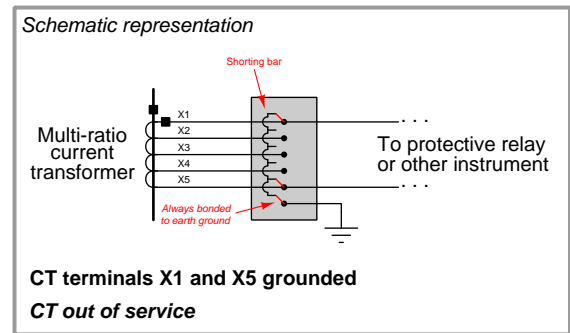 Schematic representation
Shorting bar
X1
X2
X3
X4
X5
Multi-ratio
current
transformer
To protective relay
or other instrument
Always bonded
to earth ground
CT terminals X1 and X5 grounded
CT out of service